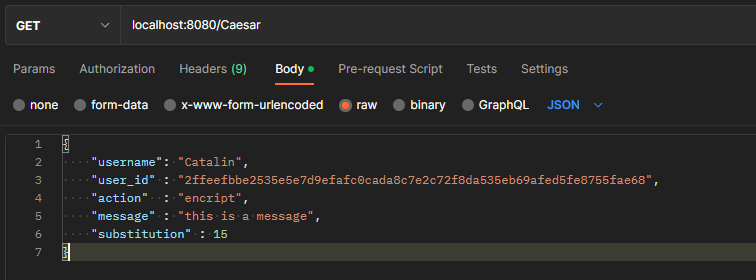 GET localhost:8080/Caesar
Params Authorization Headers (9) Body Pre-request Script Tests Settings
none form-data x-www-form-urlencoded raw binary GraphQL JSON
1 {
2 "username": "Catalin",
3 "user_id" : "2ffeefbbe2535e5e7d9efafc0cada8c7e2c72f8da535eb69afed5fe8755fae68",
4 "action" : "encript",
5 "message" : "this is a message",
6 "substitution" : 15
7 }